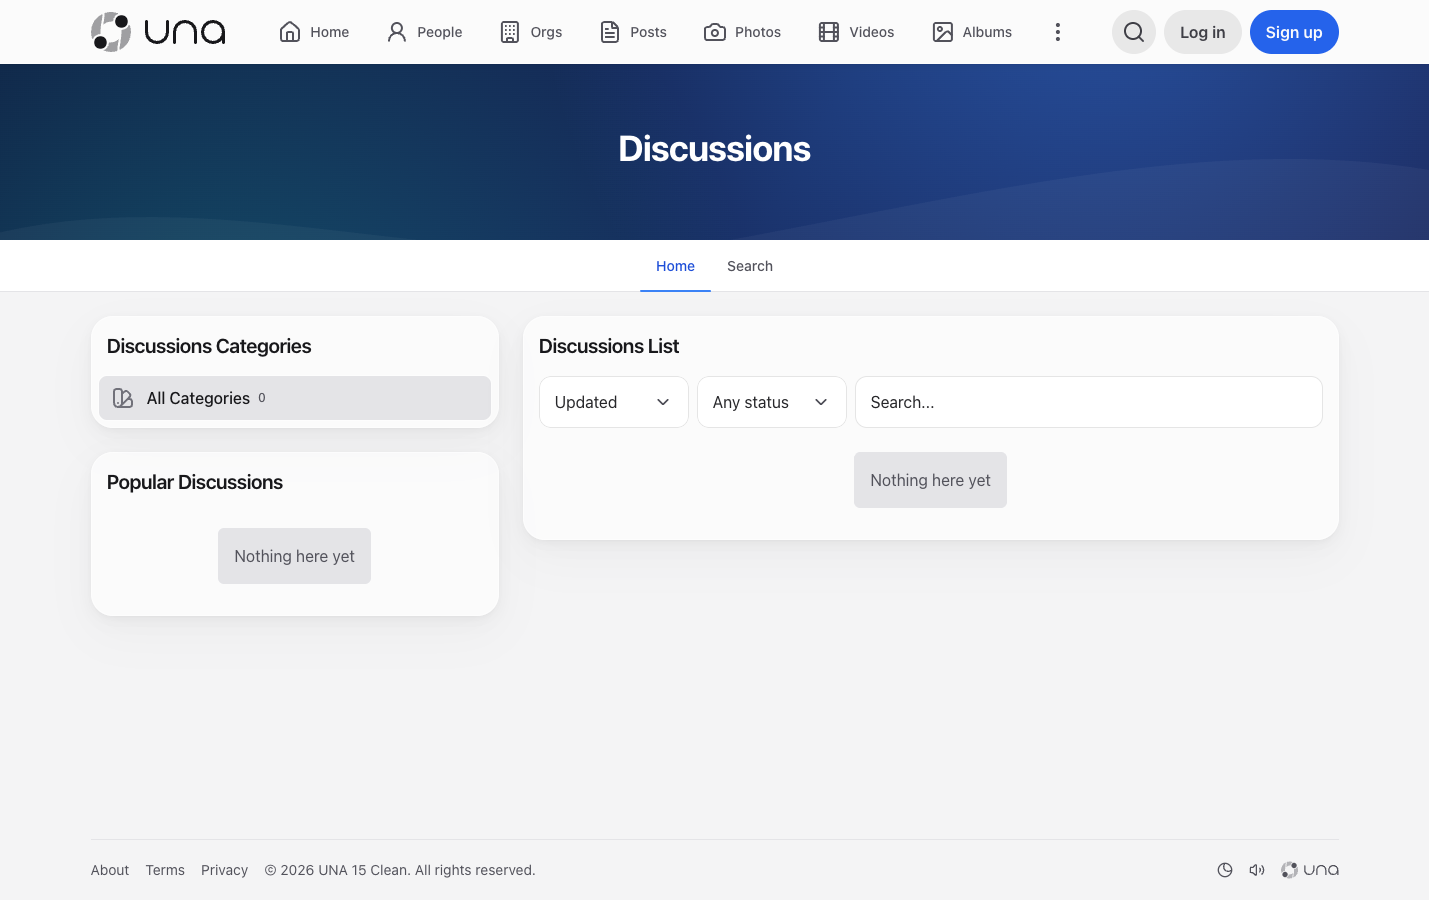 una
Home
People
Orgs
Posts
Photos
Videos
Albums
Log in
Sign up
Discussions
Home
Search
Discussions Categories
All Categories 0
Popular Discussions
Nothing here yet
Discussions List
Updated
Any status
Search...
Nothing here yet
About
Terms
Privacy
© 2026 UNA 15 Clean. All rights reserved.
una